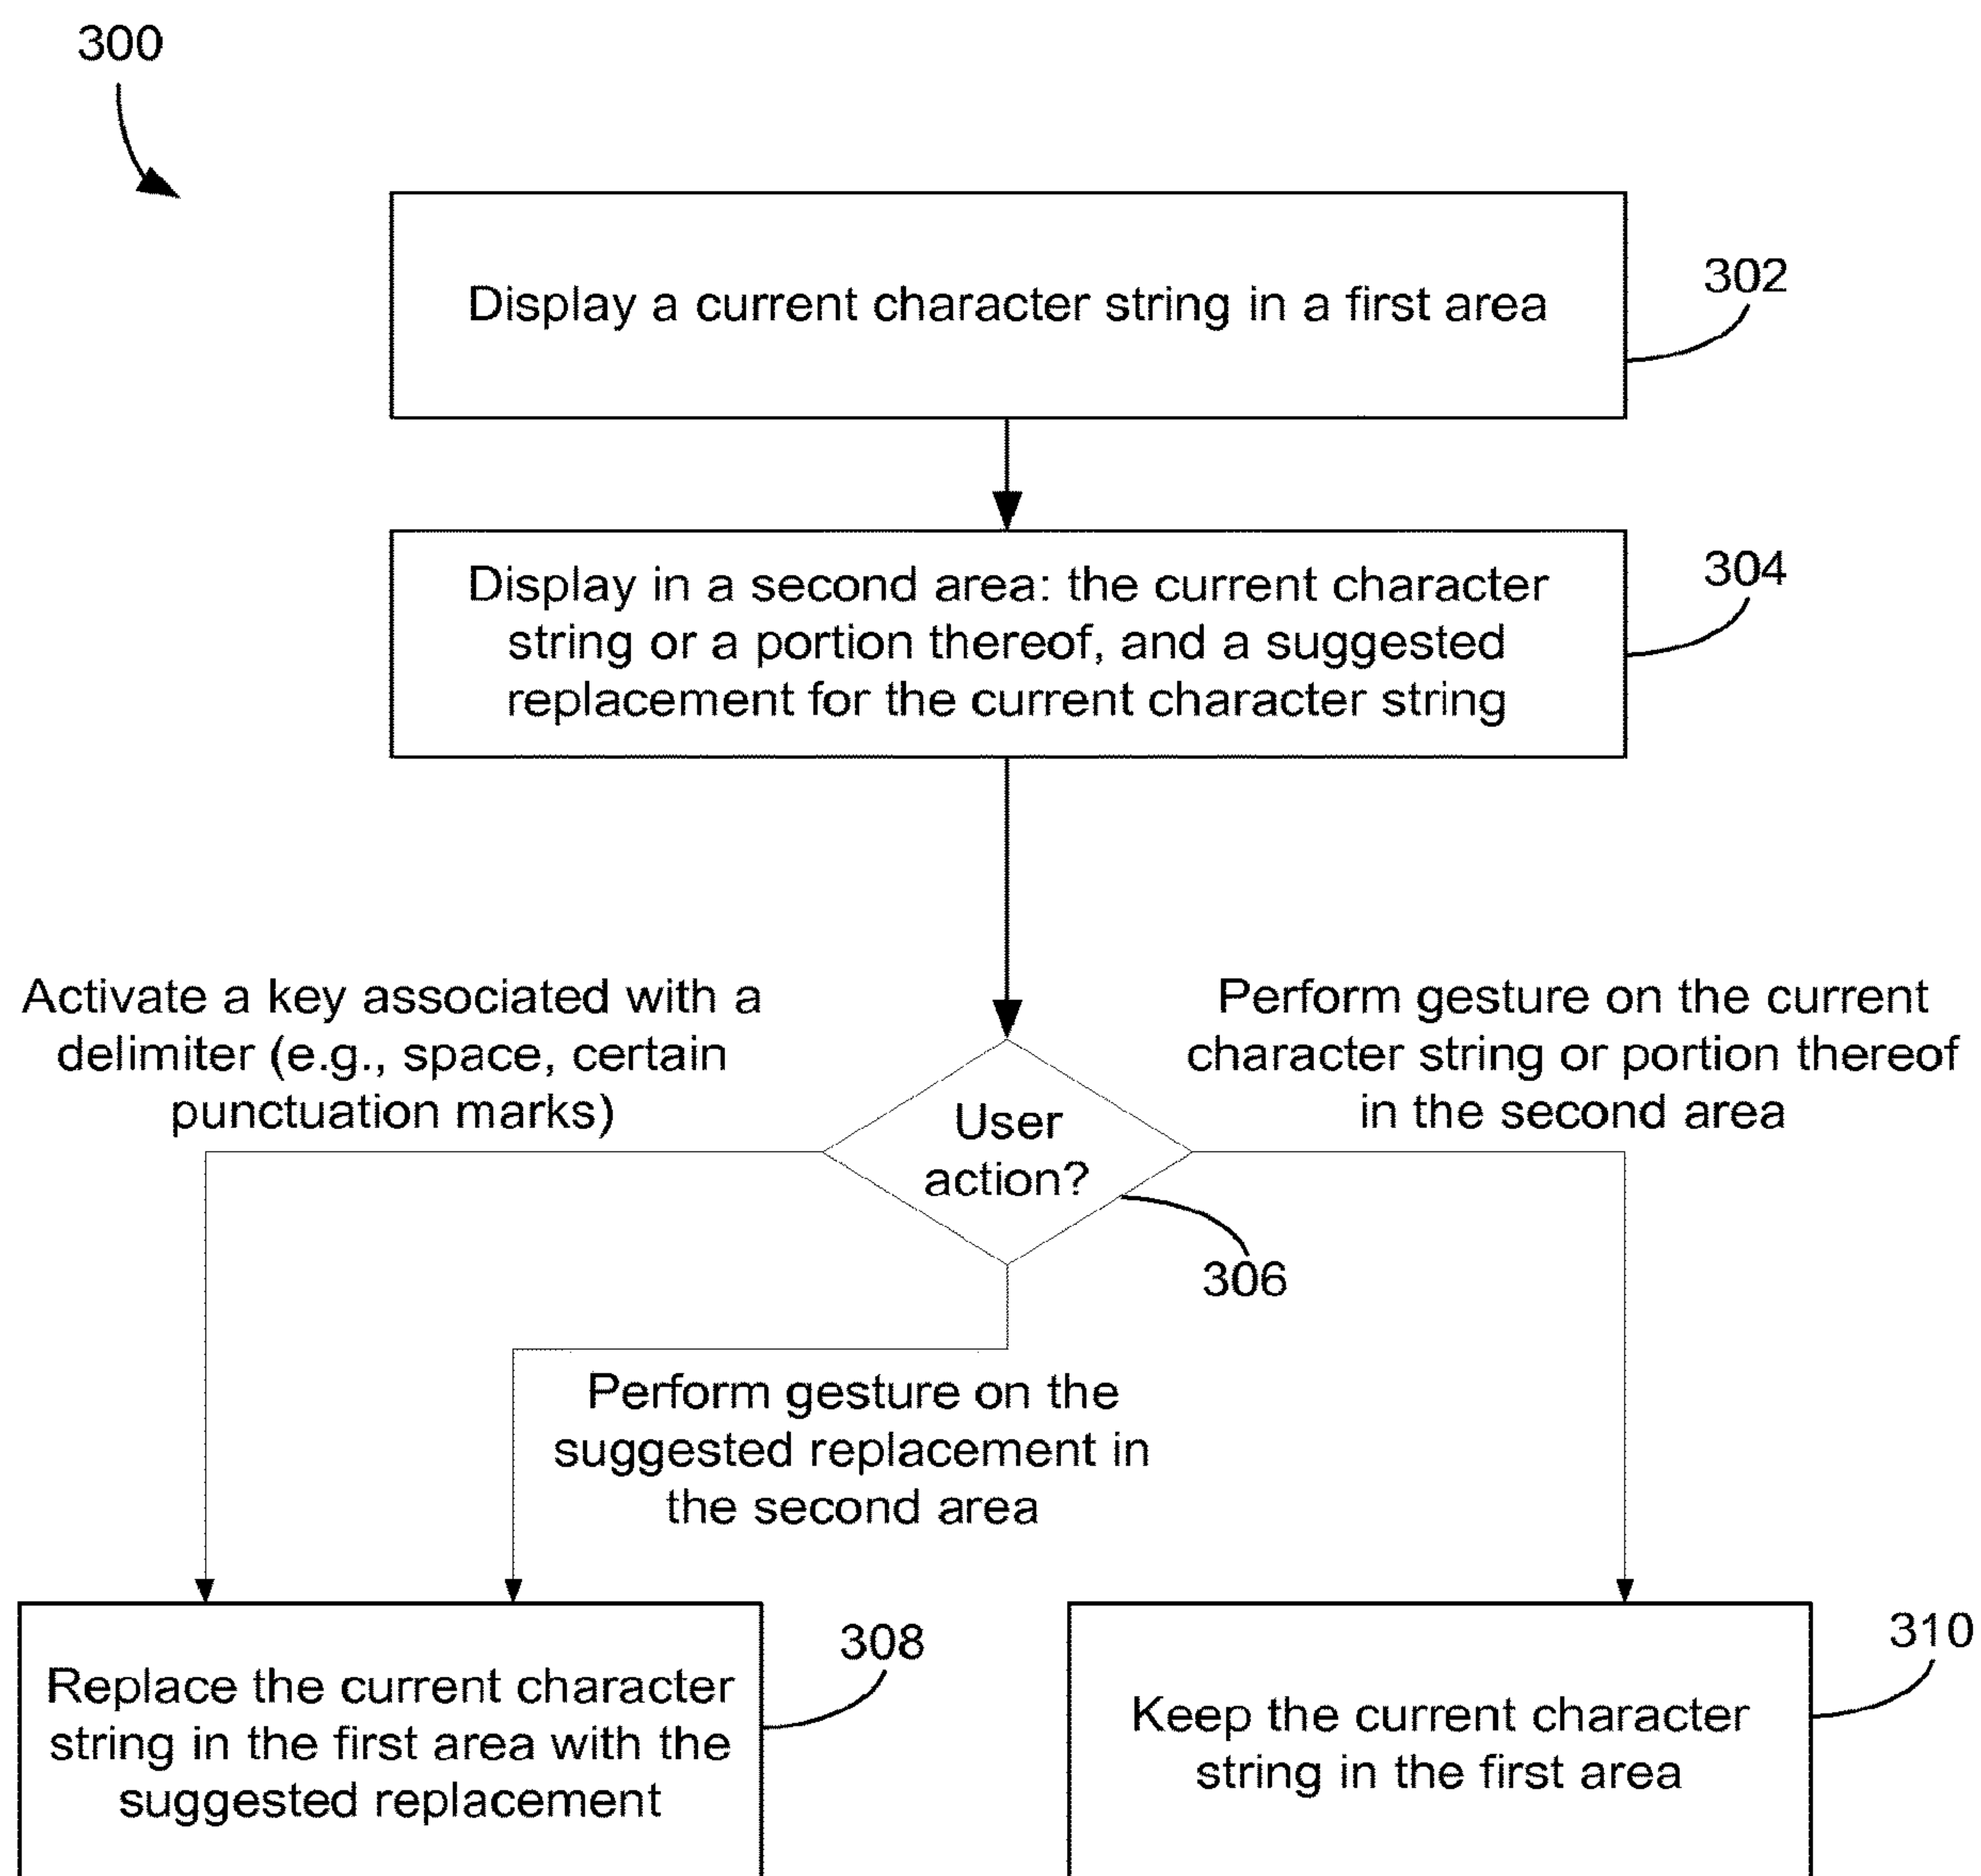 300
Display a current character string in a first area
302
Display in a second area: the current character
string or a portion thereof, and a suggested
replacement for the current character string
304
Activate a key associated with a
delimiter (e.g., space, certain
punctuation marks)
Perform gesture on the current
character string or portion thereof
in the second area
User
action?
306
Perform gesture on the
suggested replacement in
the second area
Replace the current character
string in the first area with the
suggested replacement
308
Keep the current character
string in the first area
310